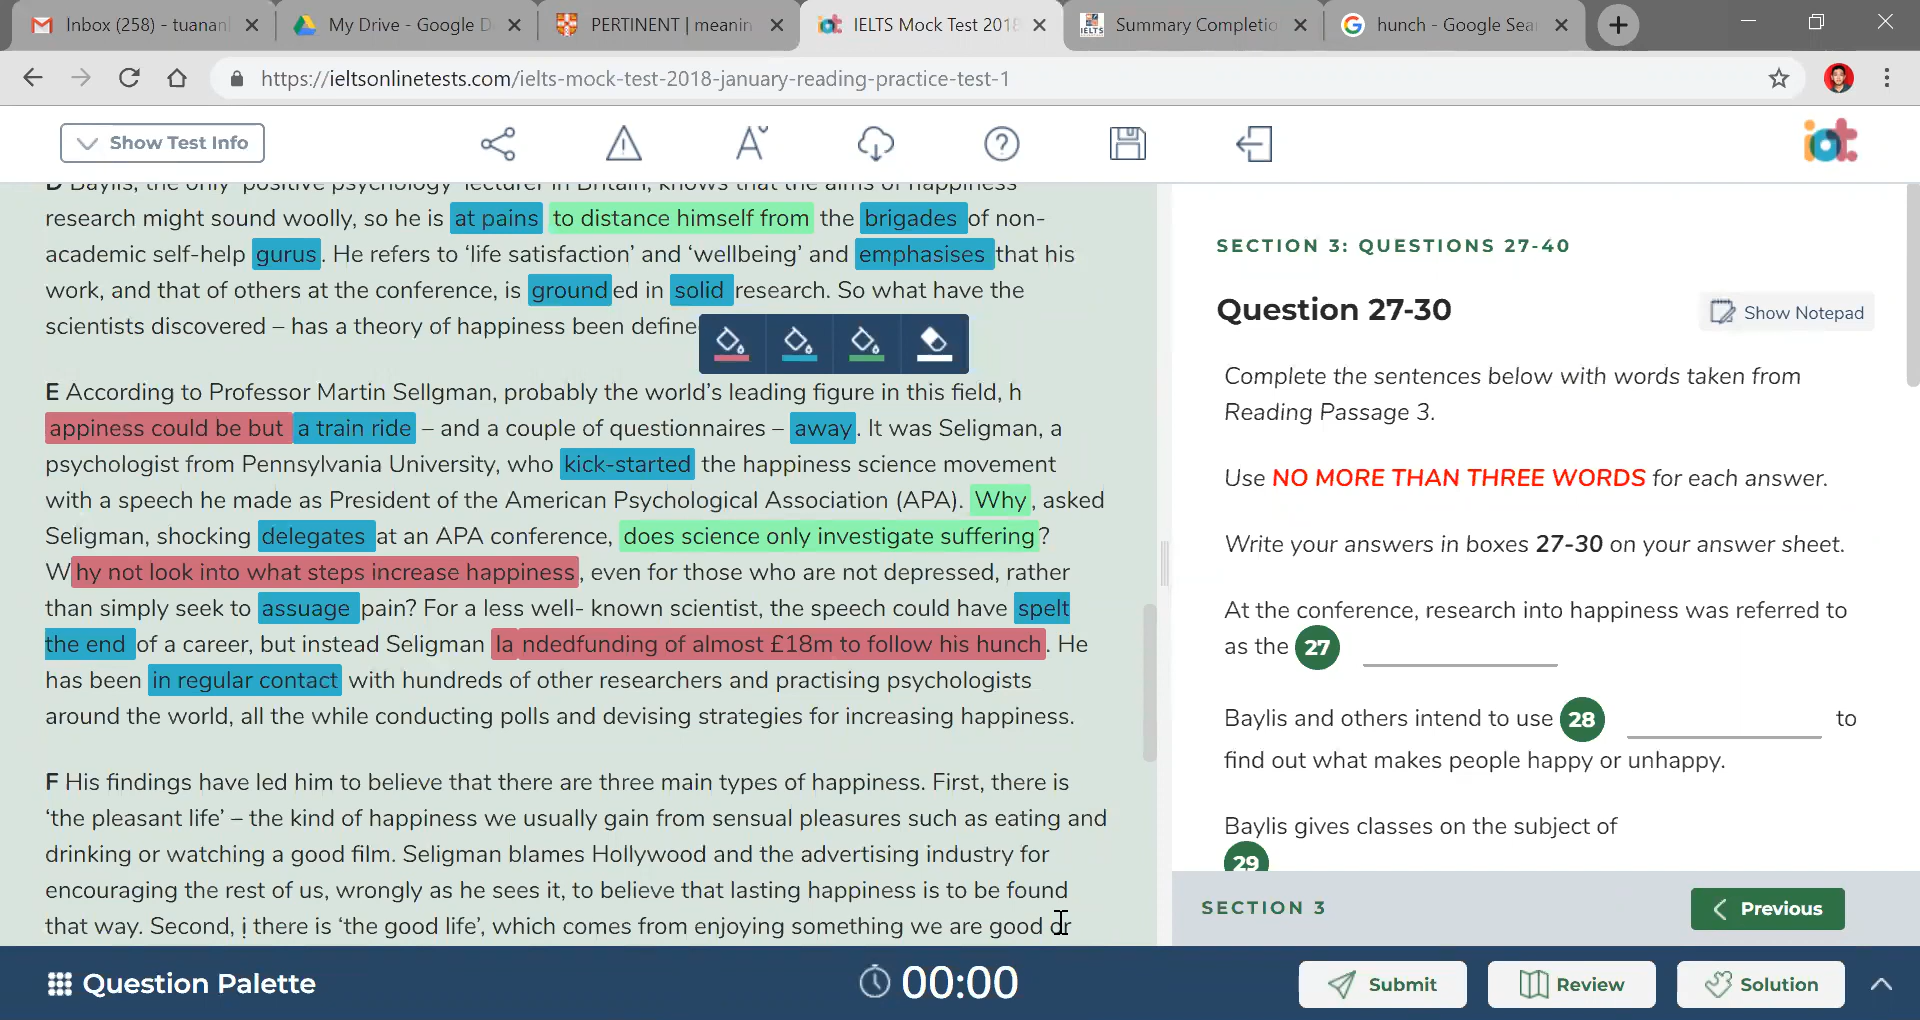 Inbox (258) - tuanan
My Drive - Google D
PERTINENT | meanin
IELTS Mock Test 2018
Summary Completio
hunch - Google Sea
https://ieltsonlinetests.com/ielts-mock-test-2018-january-reading-practice-test-1
Show Test Info
iot
D Baylis, the only 'positive psychology' lecturer in Britain, knows that the aims of happiness
research might sound woolly, so he is at pains to distance himself from the brigades of non-
academic self-help gurus. He refers to ‘life satisfaction’ and ‘wellbeing’ and emphasises that his
work, and that of others at the conference, is grounded in solid research. So what have the
scientists discovered – has a theory of happiness been define
E According to Professor Martin Sellgman, probably the world’s leading figure in this field, h
appiness could be but a train ride – and a couple of questionnaires – away. It was Seligman, a
psychologist from Pennsylvania University, who kick-started the happiness science movement
with a speech he made as President of the American Psychological Association (APA). Why, asked
Seligman, shocking delegates at an APA conference, does science only investigate suffering?
Why not look into what steps increase happiness, even for those who are not depressed, rather
than simply seek to assuage pain? For a less well- known scientist, the speech could have spelt
the end of a career, but instead Seligman la ndedfunding of almost £18m to follow his hunch. He
has been in regular contact with hundreds of other researchers and practising psychologists
around the world, all the while conducting polls and devising strategies for increasing happiness.
F His findings have led him to believe that there are three main types of happiness. First, there is
‘the pleasant life’ – the kind of happiness we usually gain from sensual pleasures such as eating and
drinking or watching a good film. Seligman blames Hollywood and the advertising industry for
encouraging the rest of us, wrongly as he sees it, to believe that lasting happiness is to be found
that way. Second, i there is ‘the good life’, which comes from enjoying something we are good or
SECTION 3: QUESTIONS 27-40
Question 27-30
Show Notepad
Complete the sentences below with words taken from
Reading Passage 3.
Use NO MORE THAN THREE WORDS for each answer.
Write your answers in boxes 27-30 on your answer sheet.
At the conference, research into happiness was referred to
as the 27
Baylis and others intend to use 28 to
find out what makes people happy or unhappy.
Baylis gives classes on the subject of
29
SECTION 3
Previous
Question Palette
00:00
Submit
Review
Solution